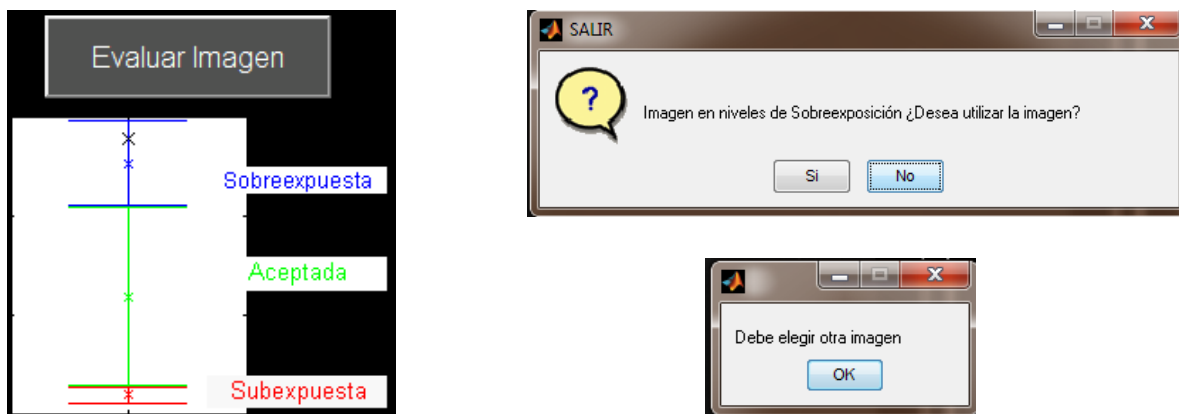 Evaluar Imagen
Sobreexpuesta
Aceptada
Subexpuesta
SALIR
?
Imagen en niveles de Sobreexposición ¿Desea utilizar la imagen?
Si
No
Debe elegir otra imagen
OK